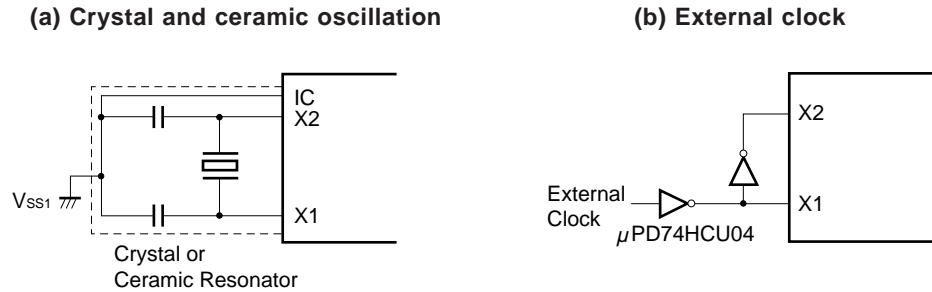 (a) Crystal and ceramic oscillation
IC
X2
VSS1
X1
Crystal or
Ceramic Resonator
(b) External clock
X2
External
Clock
X1
µPD74HCU04